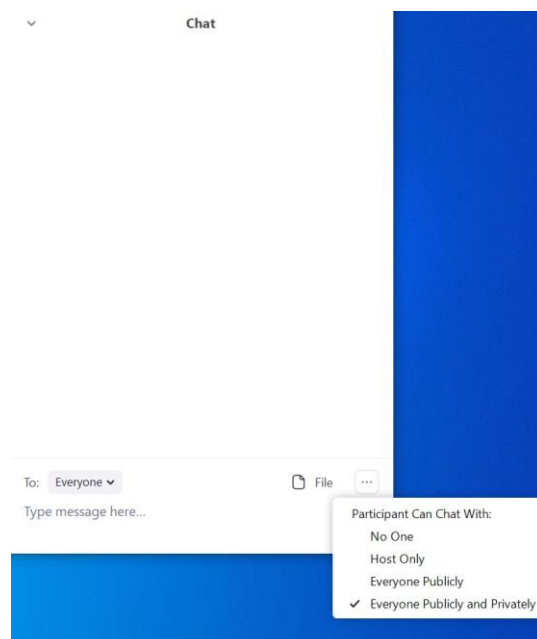 Chat
To: Everyone File ...
Type message here...
Participant Can Chat With:
No One
Host Only
Everyone Publicly
Everyone Publicly and Privately